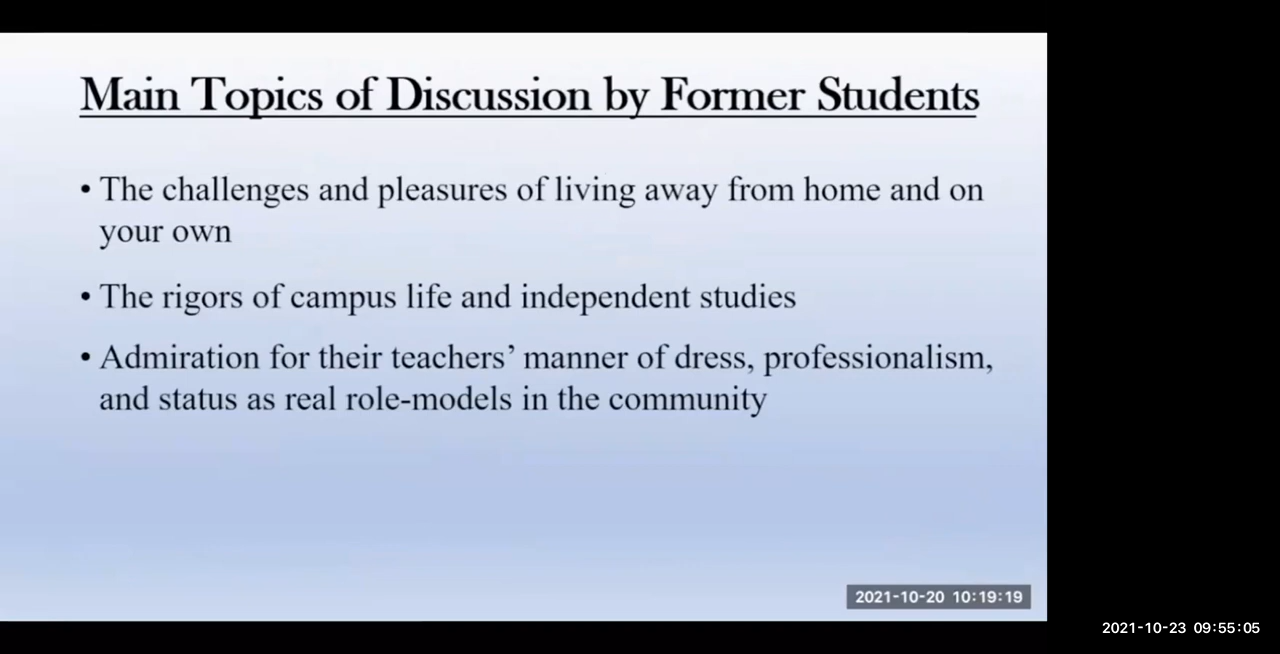 Main Topics of Discussion by Former Students
• The challenges and pleasures of living away from home and on
your own
• The rigors of campus life and independent studies
• Admiration for their teachers’ manner of dress, professionalism,
and status as real role-models in the community
2021-10-20 10:19:19
2021-10-23 09:55:05